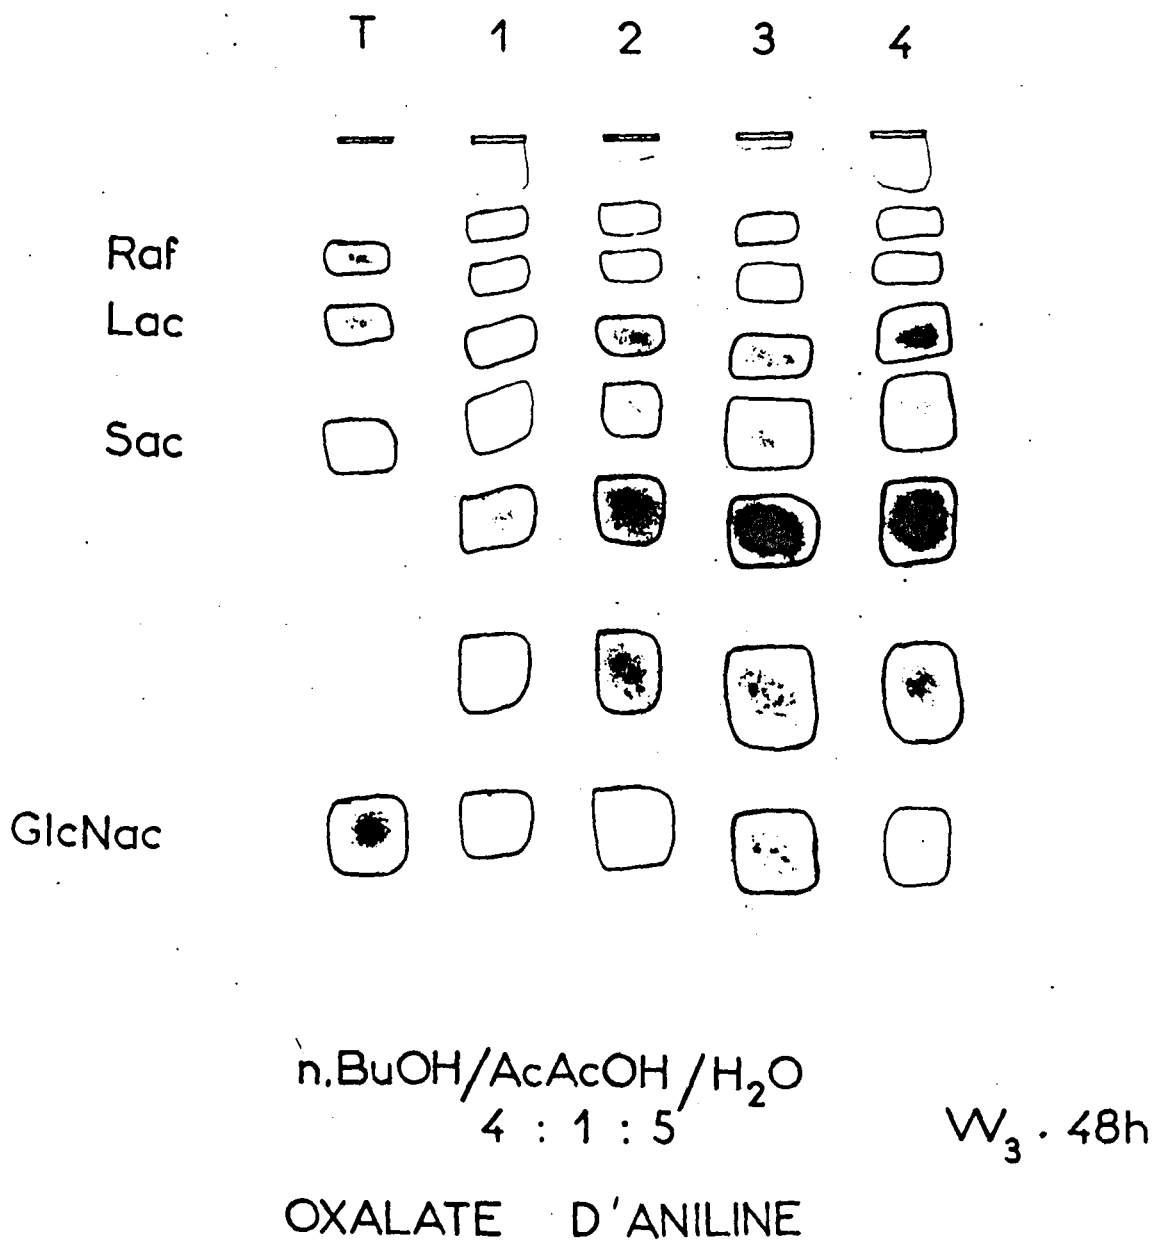 T 1 2 3 4
Raf
Lac
Sac
GlcNac
n.BuOH/AcAcOH/H₂O
4 : 1 : 5
W₃ . 48h
OXALATE D'ANILINE